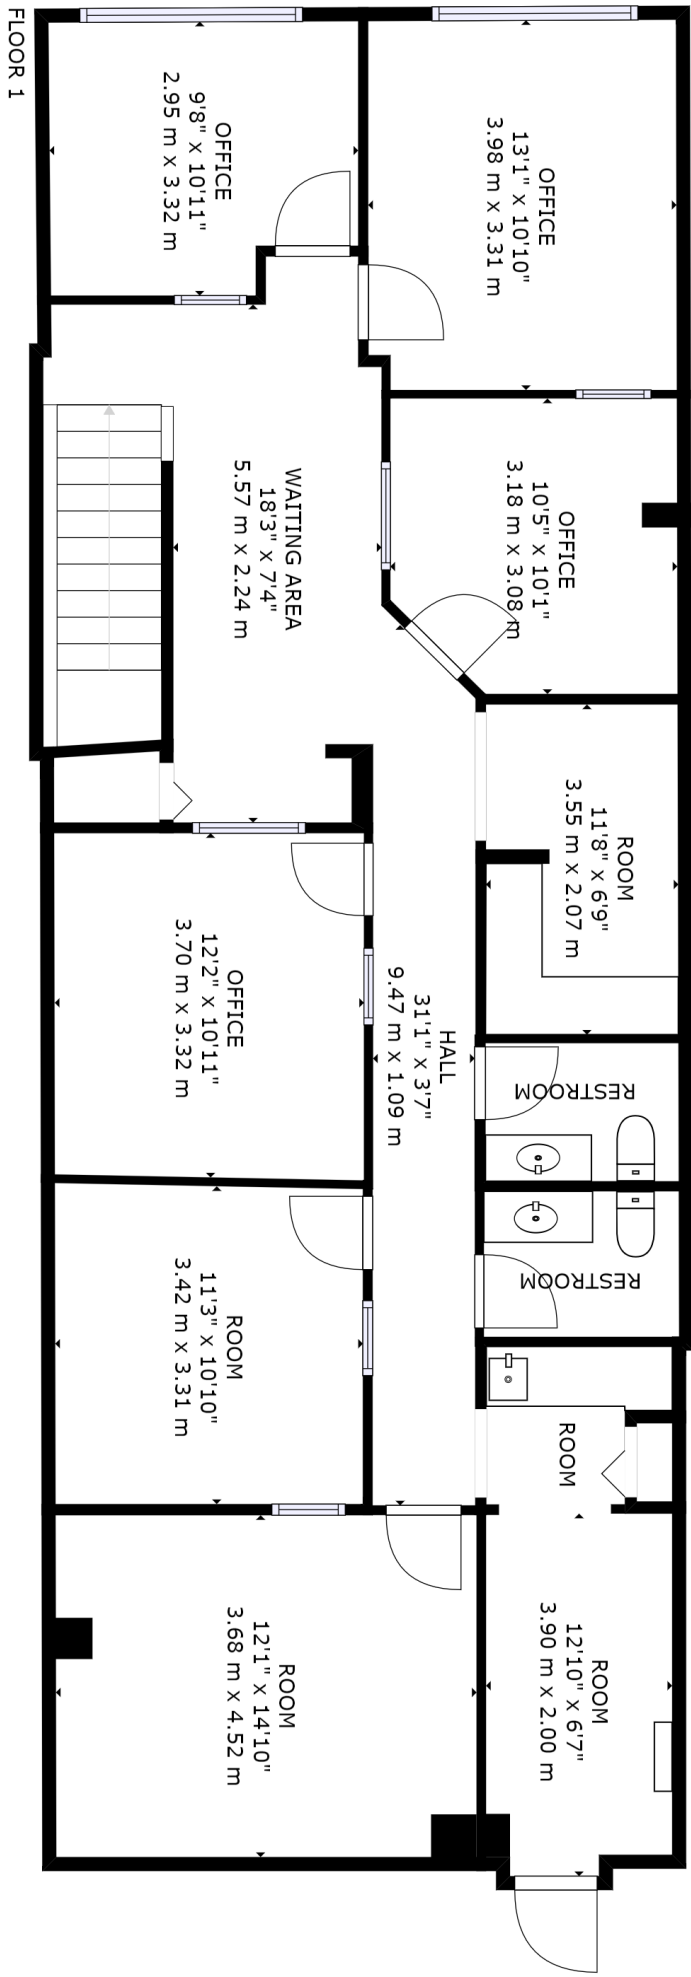 FLOOR 1
OFFICE
9'8" x 10'11"
2.95 m x 3.32 m
OFFICE
13'1" x 10'10"
3.98 m x 3.31 m
WAITING AREA
18'3" x 7'4"
5.57 m x 2.24 m
OFFICE
10'5" x 10'1"
3.18 m x 3.08 m
ROOM
11'8" x 6'9"
3.55 m x 2.07 m
OFFICE
12'2" x 10'11"
3.70 m x 3.32 m
HALL
31'1" x 3'7"
9.47 m x 1.09 m
RESTROOM
RESTROOM
ROOM
11'3" x 10'10"
3.42 m x 3.31 m
ROOM
ROOM
12'1" x 14'10"
3.68 m x 4.52 m
ROOM
12'10" x 6'7"
3.90 m x 2.00 m